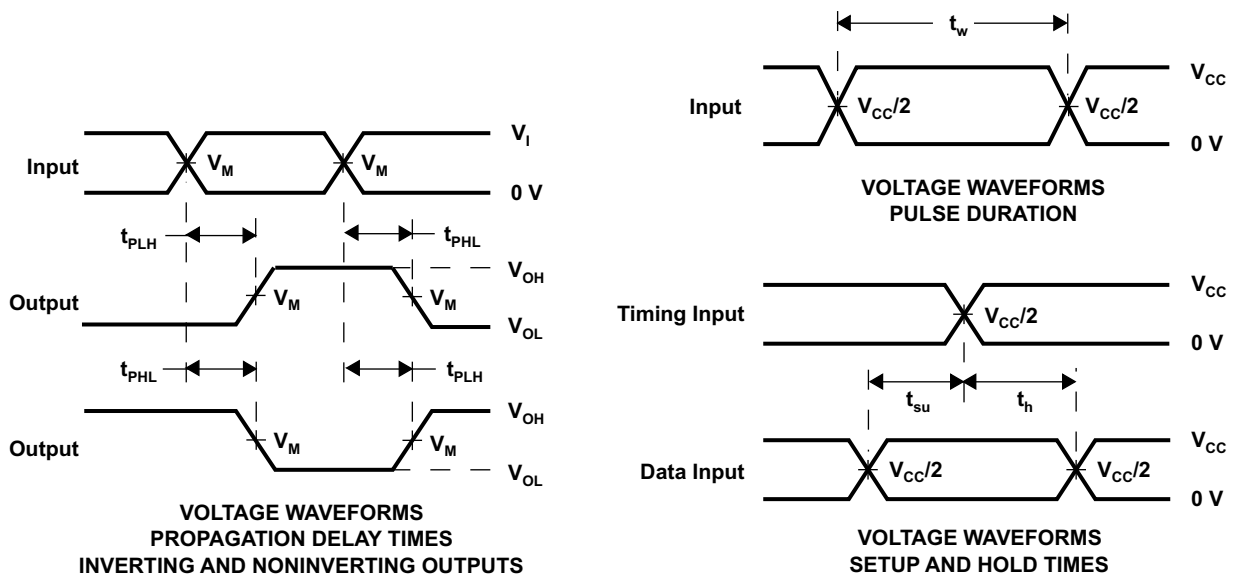 Input
V_M
V_M
V_I
0 V
t_PLH
t_PHL
Output
V_M
V_M
V_OH
V_OL
t_PHL
t_PLH
Output
V_M
V_M
V_OH
V_OL
VOLTAGE WAVEFORMS
PROPAGATION DELAY TIMES
INVERTING AND NONINVERTING OUTPUTS
t_w
Input
V_CC/2
V_CC/2
V_CC
0 V
VOLTAGE WAVEFORMS
PULSE DURATION
Timing Input
V_CC/2
V_CC
0 V
t_su
t_h
Data Input
V_CC/2
V_CC/2
V_CC
0 V
VOLTAGE WAVEFORMS
SETUP AND HOLD TIMES